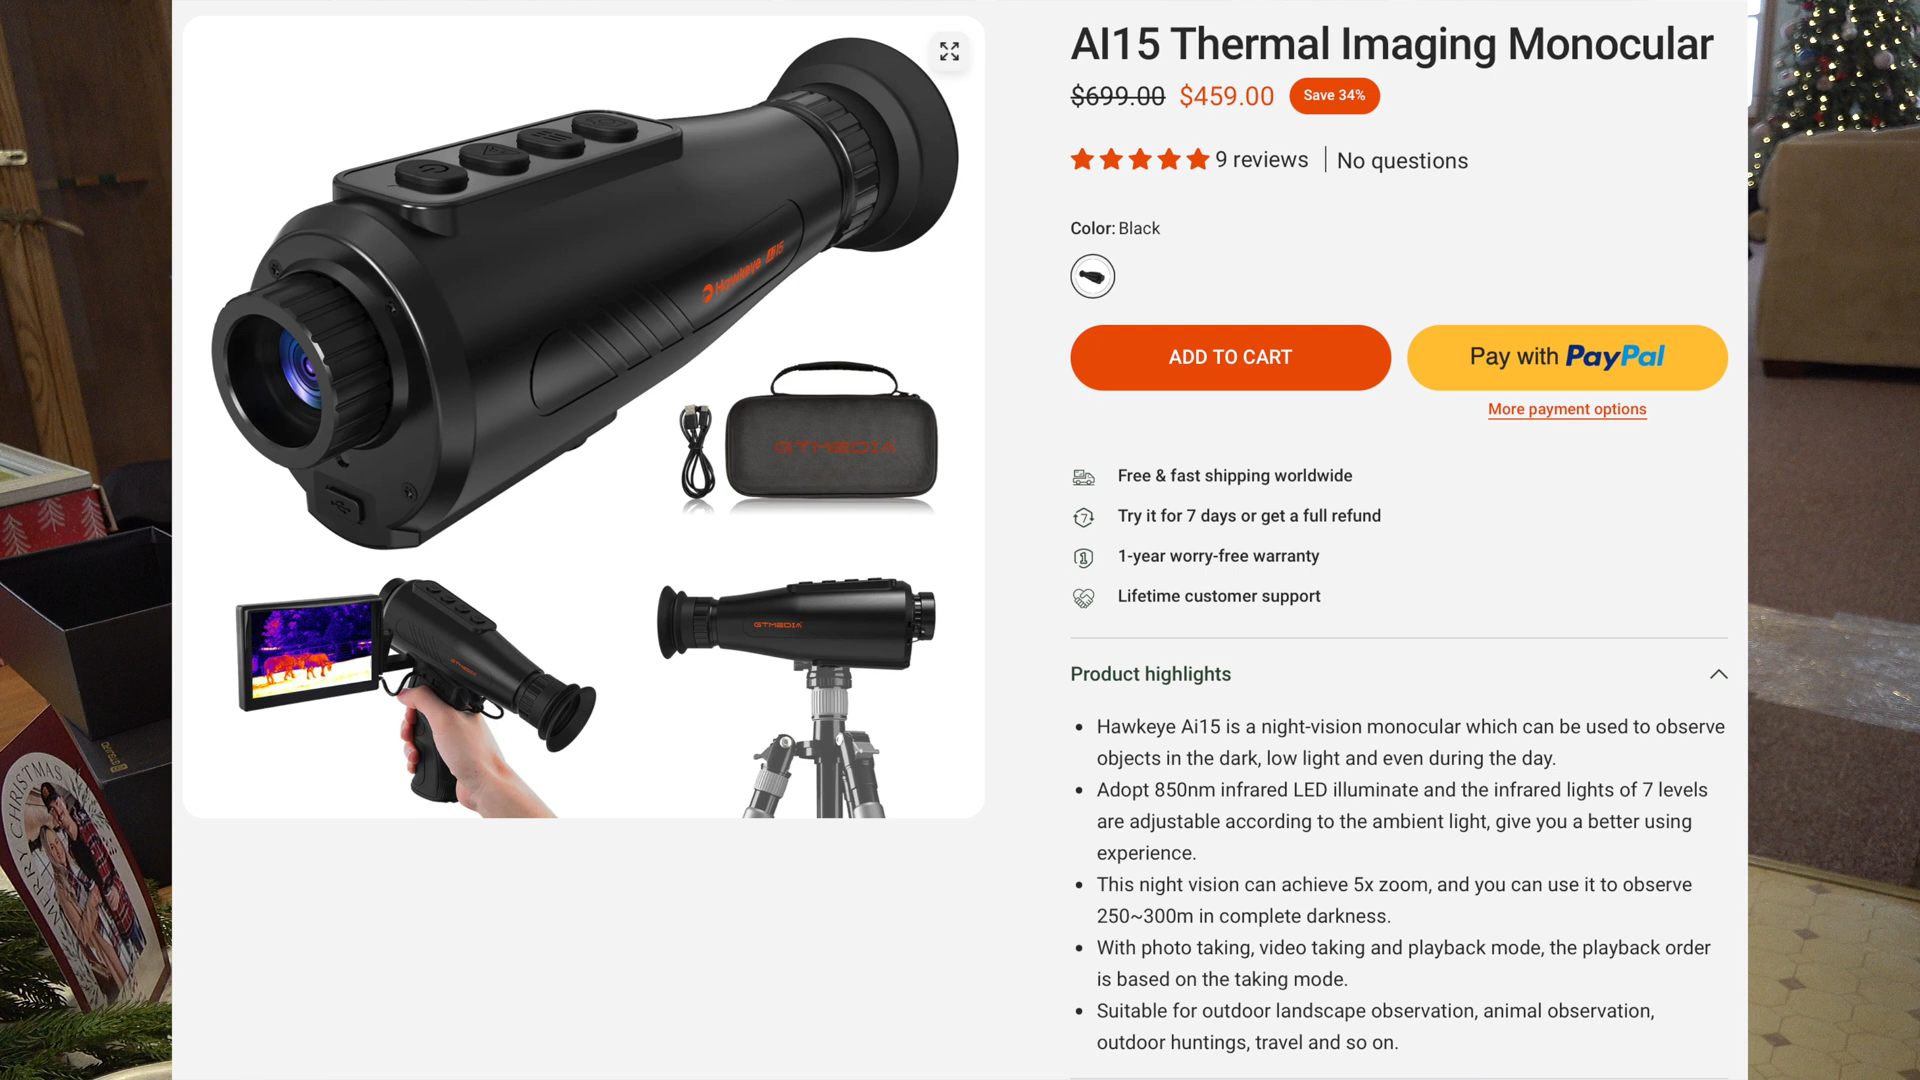 AI15 Thermal Imaging Monocular
$699.00 $459.00 Save 34%
9 reviews No questions
Color: Black
ADD TO CART
Pay with PayPal
More payment options
Free & fast shipping worldwide
7 Try it for 7 days or get a full refund
1 1-year worry-free warranty
Lifetime customer support
Product highlights
Hawkeye Ai15 is a night-vision monocular which can be used to observe
objects in the dark, low light and even during the day.
Adopt 850nm infrared LED illuminate and the infrared lights of 7 levels
are adjustable according to the ambient light, give you a better using
experience.
This night vision can achieve 5x zoom, and you can use it to observe
250~300m in complete darkness.
With photo taking, video taking and playback mode, the playback order
is based on the taking mode.
Suitable for outdoor landscape observation, animal observation,
outdoor huntings, travel and so on.
Hawkeye Ai15
GTMEDIA
GTMEDIA
GTMEDIA
MERRY CHRISTMAS